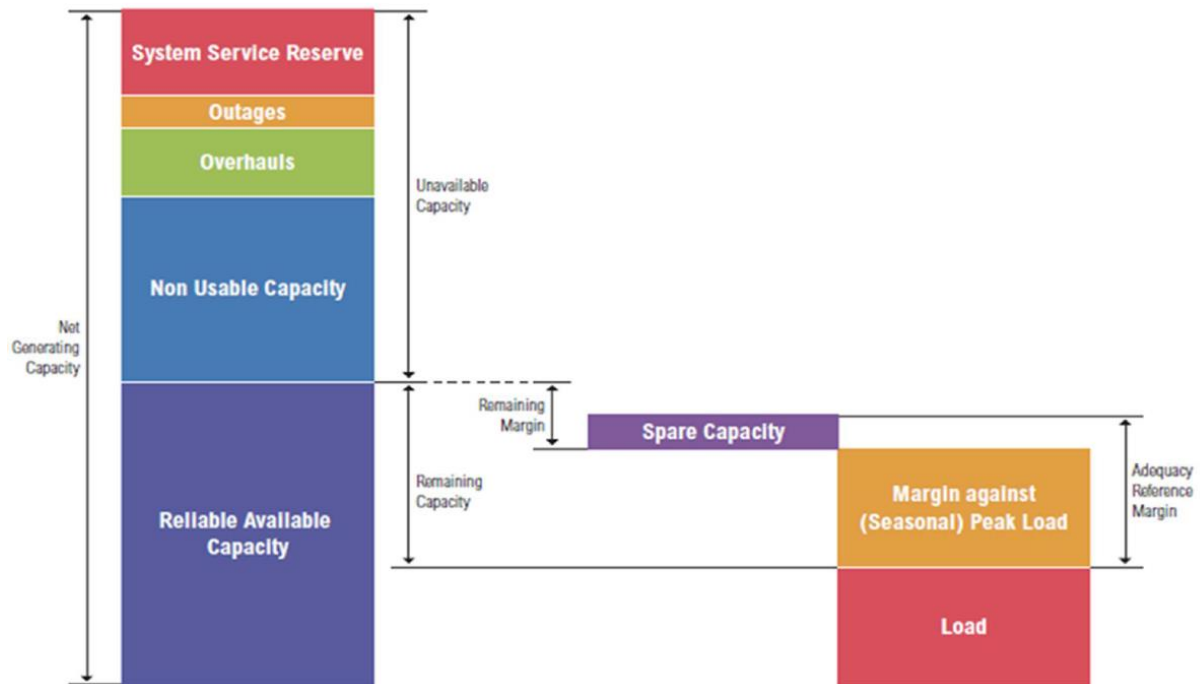 System Service Reserve
Outages
Overhauls
Unavailable
Capacity
Non Usable Capacity
Net
Generating
Capacity
Remaining
Margin
Spare Capacity
Remaining
Capacity
Reliable Available
Capacity
Margin against
(Seasonal) Peak Load
Adequacy
Reference
Margin
Load